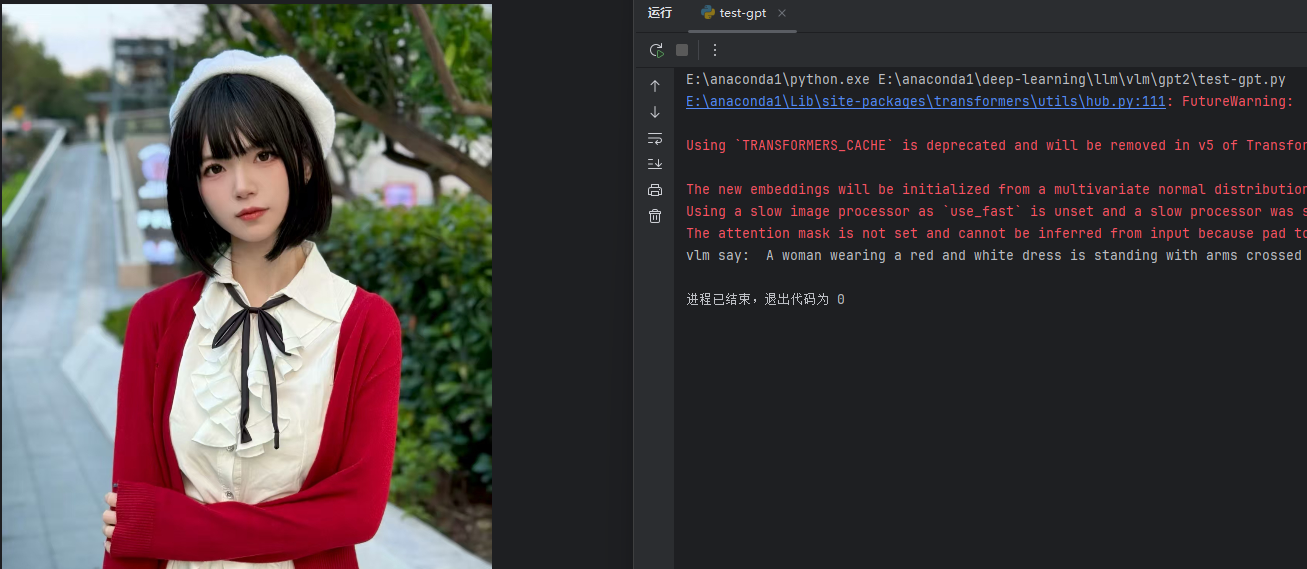 运行
test-gpt
E:\anaconda1\python.exe E:\anaconda1\deep-learning\llm\vlm\gpt2\test-gpt.py
E:\anaconda1\Lib\site-packages\transformers\utils\hub.py:111: FutureWarning:
Using `TRANSFORMERS_CACHE` is deprecated and will be removed in v5 of Transfor
The new embeddings will be initialized from a multivariate normal distribution
Using a slow image processor as `use_fast` is unset and a slow processor was s
The attention mask is not set and cannot be inferred from input because pad to
vlm say:  A woman wearing a red and white dress is standing with arms crossed
进程已结束，退出代码为 0